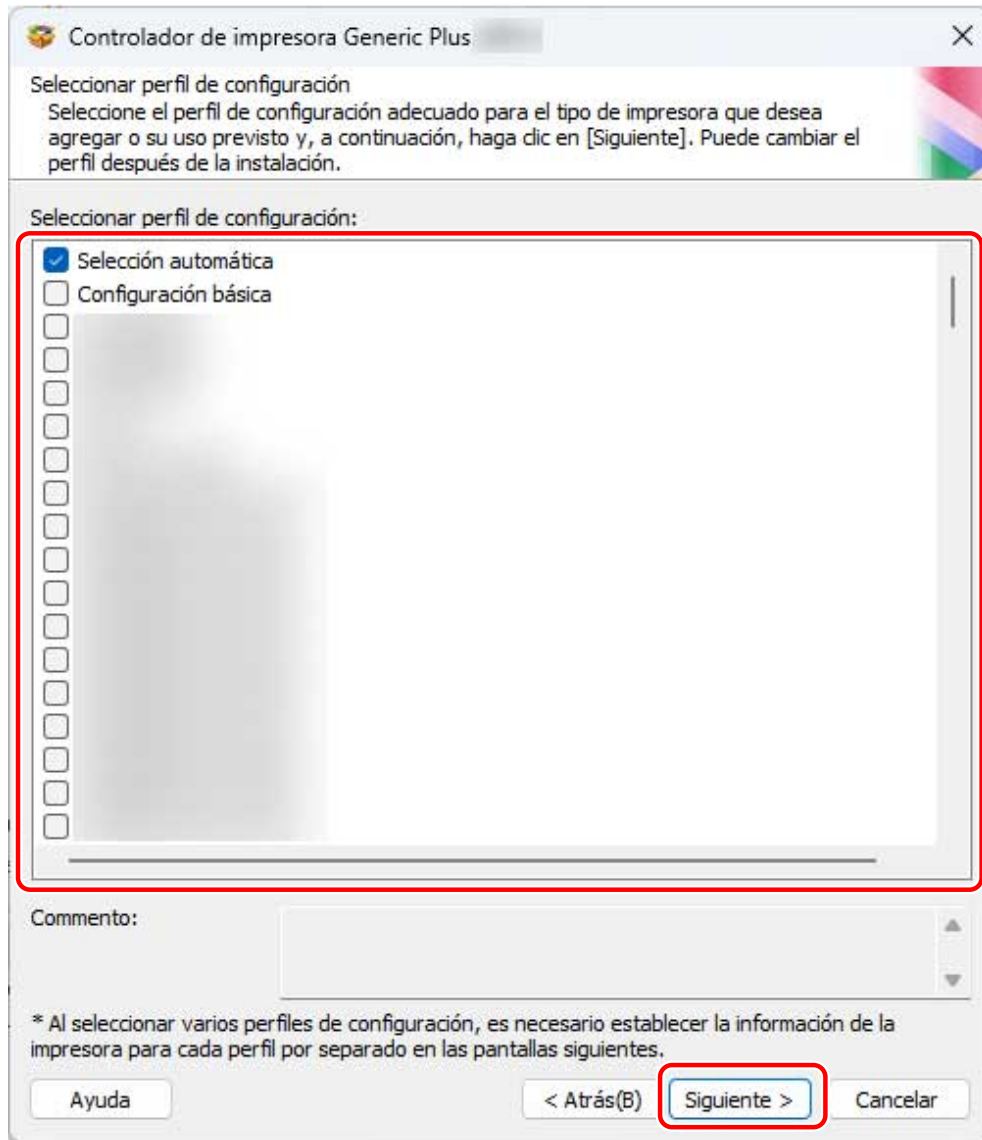 Controlador de impresora Generic Plus
Seleccionar perfil de configuración
Seleccione el perfil de configuración adecuado para el tipo de impresora que desea
agregar o su uso previsto y, a continuación, haga clic en [Siguiente]. Puede cambiar el
perfil después de la instalación.
Seleccionar perfil de configuración:
Selección automática
Configuración básica
Commento:
* Al seleccionar varios perfiles de configuración, es necesario establecer la información de la
impresora para cada perfil por separado en las pantallas siguientes.
Ayuda < Atrás(B) Siguiente > Cancelar